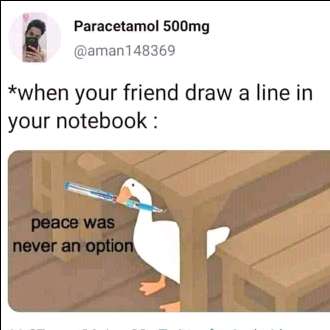 Paracetamol 500mg
@aman148369
*when your friend draw a line in
your notebook :
peace was
never an option